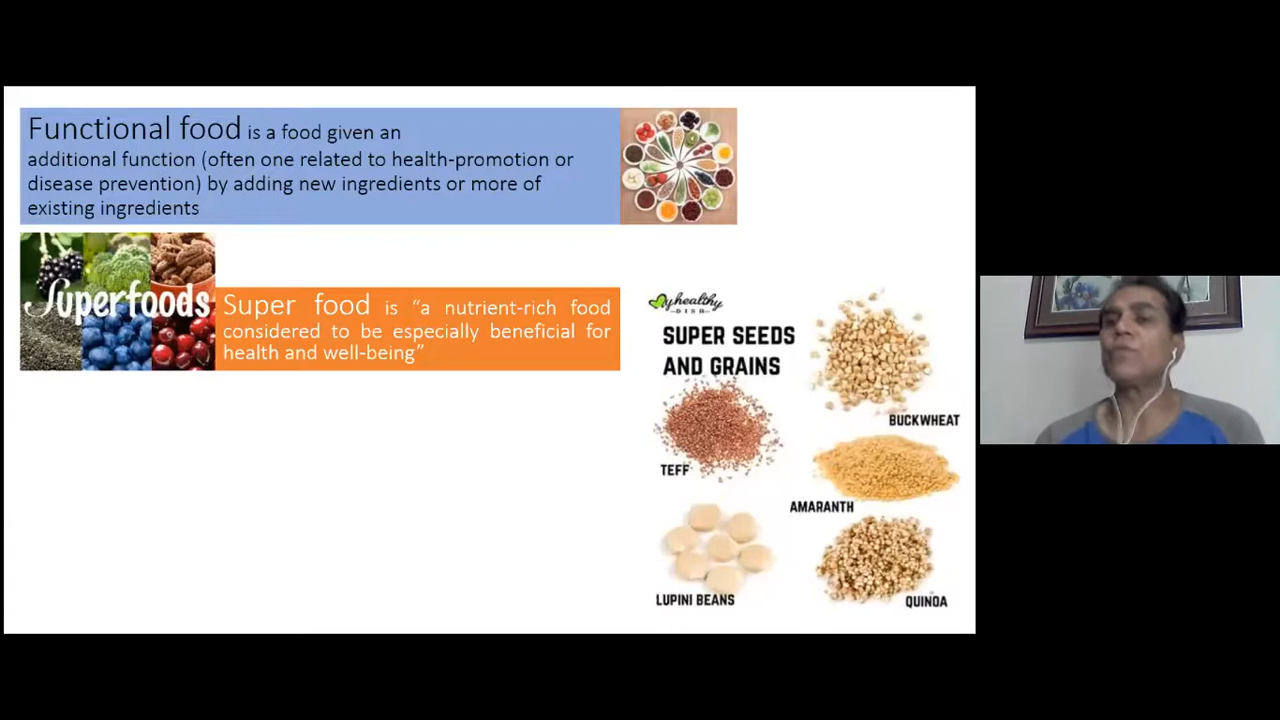 Functional food is a food given an
additional function (often one related to health-promotion or
disease prevention) by adding new ingredients or more of
existing ingredients
Superfoods
Super food is “a nutrient-rich food
considered to be especially beneficial for
health and well-being”
myhealthy
DISH
SUPER SEEDS
AND GRAINS
BUCKWHEAT
TEFF
AMARANTH
LUPINI BEANS
QUINOA